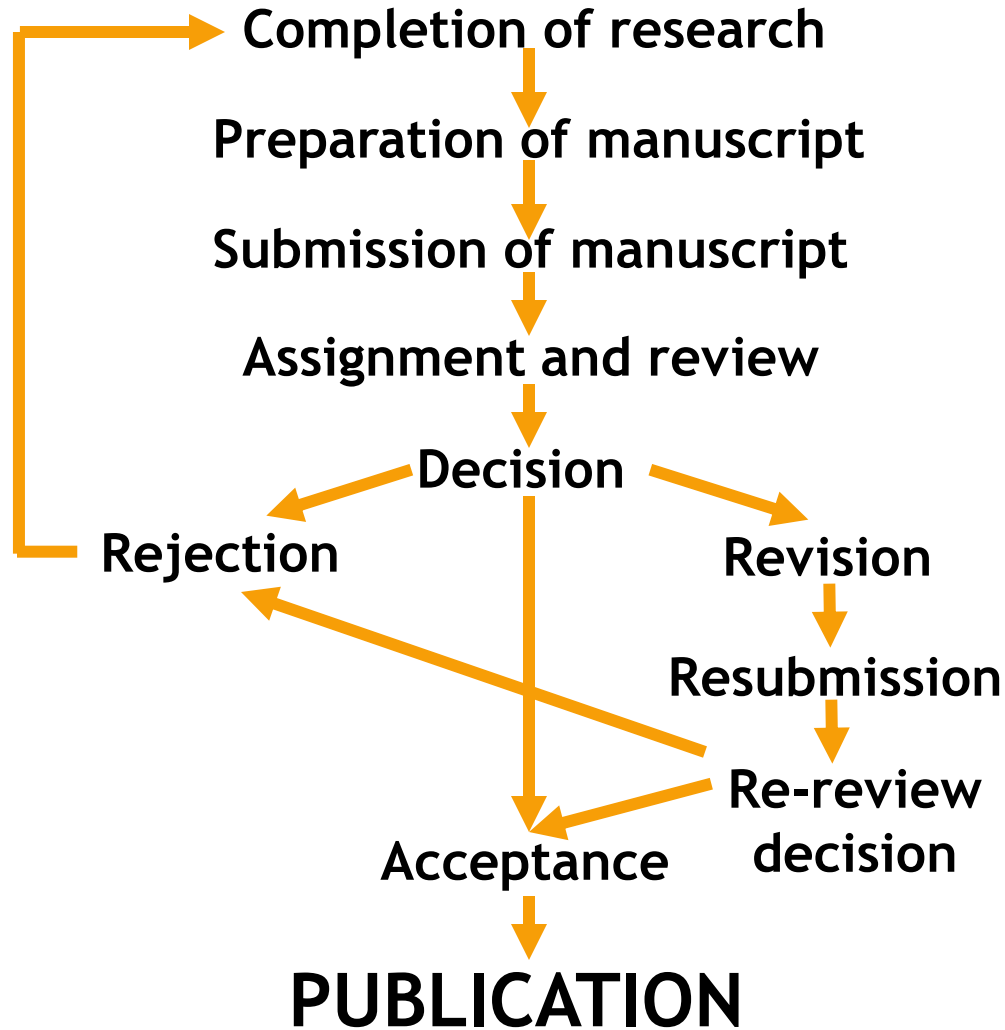 Completion of research
Preparation of manuscript
Submission of manuscript
Assignment and review
Decision
Rejection
Revision
Resubmission
Re-review
decision
Acceptance
PUBLICATION